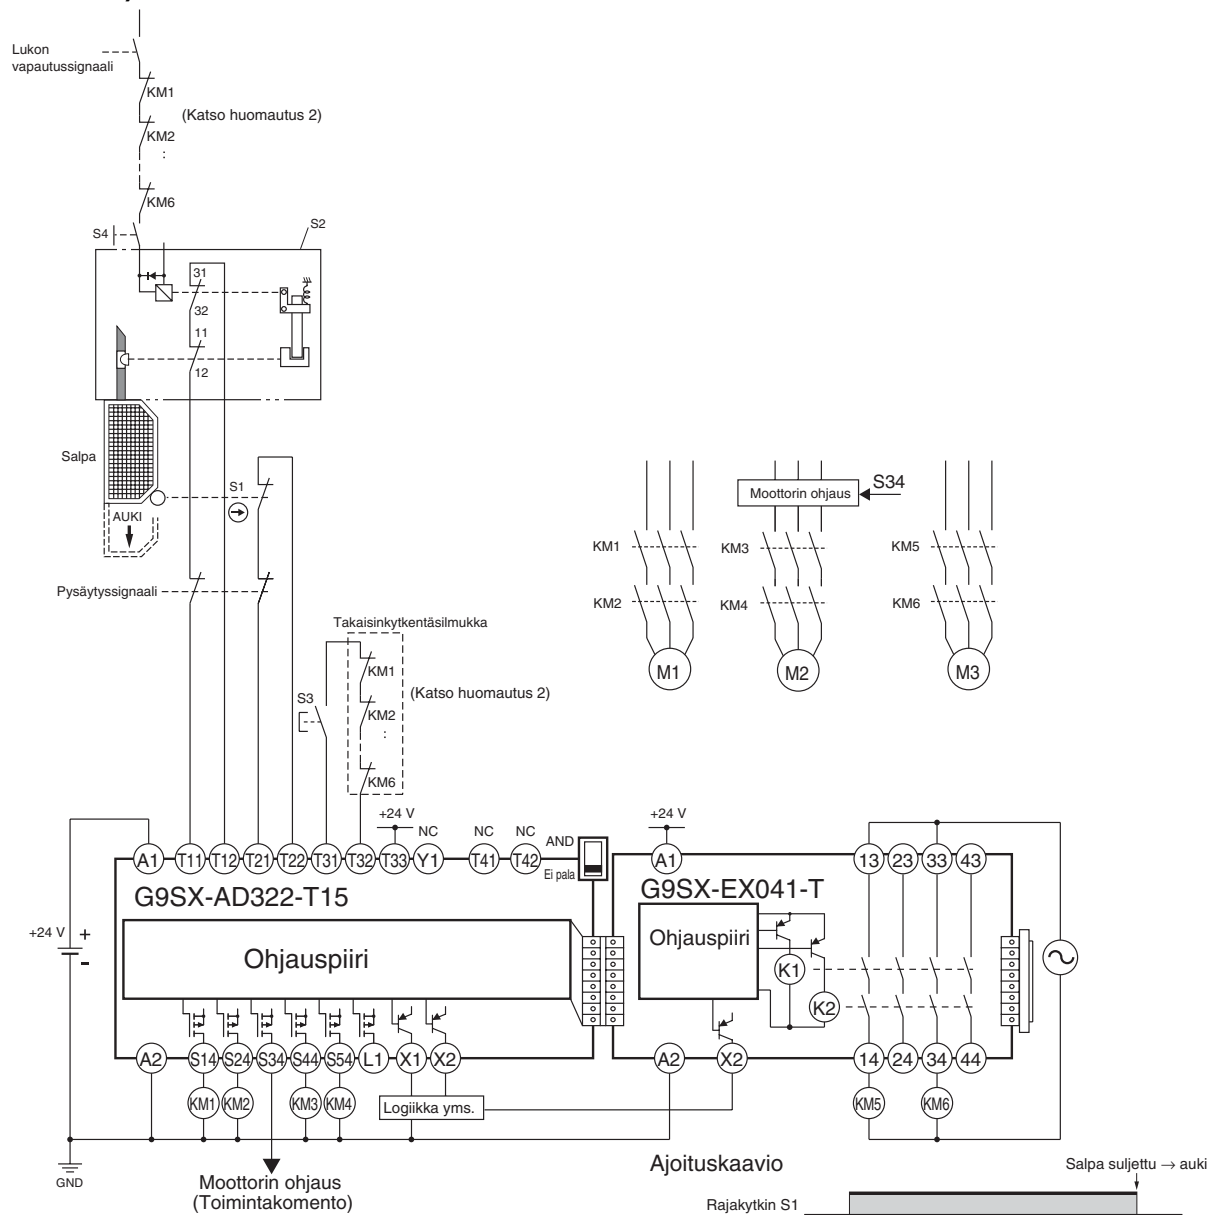 Lukon
vapautussignaali
KM1
(Katso huomautus 2)
KM2
:
KM6
S4
S2
31
32
11
12
Salpa
S1
AUKI
Pysäytyssignaali
Moottorin ohjaus
S34
KM1
KM3
KM5
KM2
KM4
KM6
M1
M2
M3
Takaisinkytkentäsilmukka
KM1
(Katso huomautus 2)
S3
KM2
:
KM6
+24 V
+24 V
NC
NC
NC
AND
Ei pala
A1
T11
T12
T21
T22
T31
T32
T33
Y1
T41
T42
A1
13
23
33
43
G9SX-AD322-T15
G9SX-EX041-T
Ohjauspiiri
Ohjauspiiri
+24 V
+
-
K1
K2
A2
S14
S24
S34
S44
S54
L1
X1
X2
A2
X2
14
24
34
44
KM1
KM2
KM3
KM4
Logiikka yms.
KM5
KM6
GND
Moottorin ohjaus
(Toimintakomento)
Ajoituskaavio
Salpa suljettu → auki
Rajakytkin S1